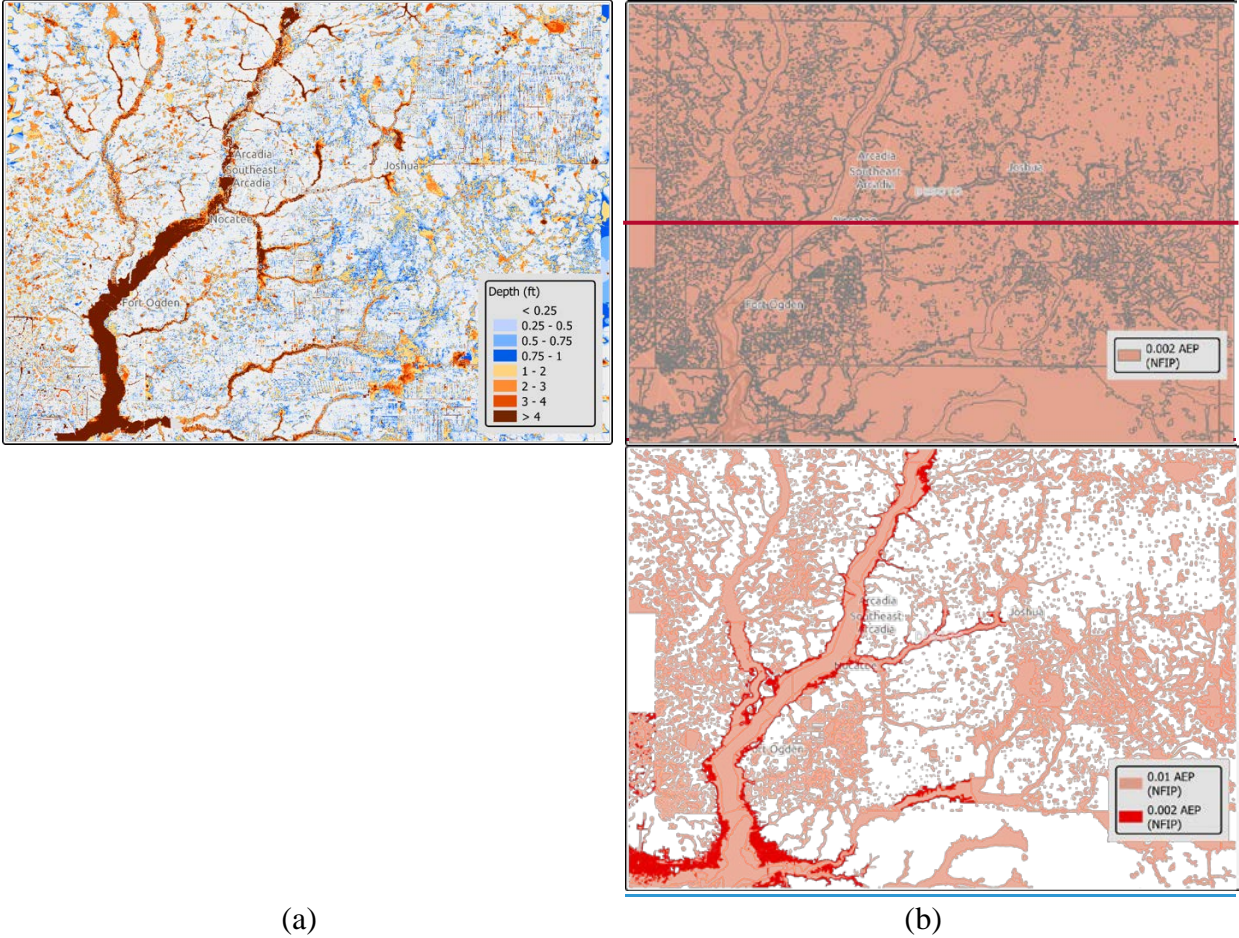 Arcadia
Southeast
Arcadia
Joshua
Nocatee
Fort Ogden
Depth (ft)
< 0.25
0.25 - 0.5
0.5 - 0.75
0.75 - 1
1 - 2
2 - 3
3 - 4
> 4
Arcadia
Southeast
Arcadia
Joshua
DESOTO
Nocatee
Fort Ogden
0.002 AEP
(NFIP)
Arcadia
Southeast
Arcadia
Joshua
Nocatee
Fort Ogden
0.01 AEP
(NFIP)
0.002 AEP
(NFIP)
(a)
(b)